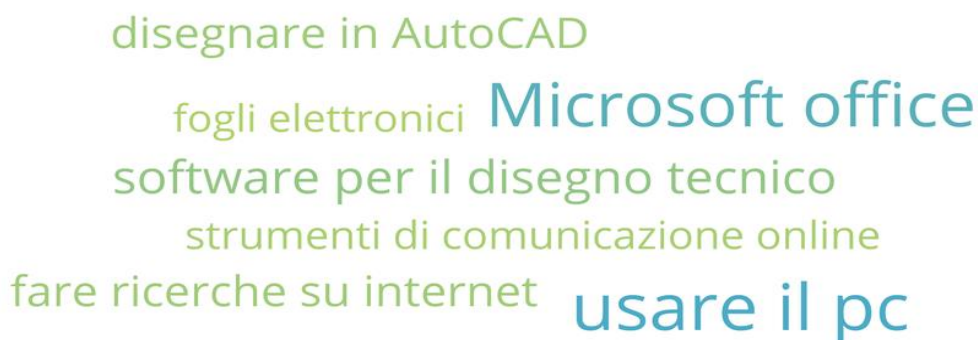 disegnare in AutoCAD
fogli elettronici Microsoft office
software per il disegno tecnico
strumenti di comunicazione online
fare ricerche su internet usare il pc